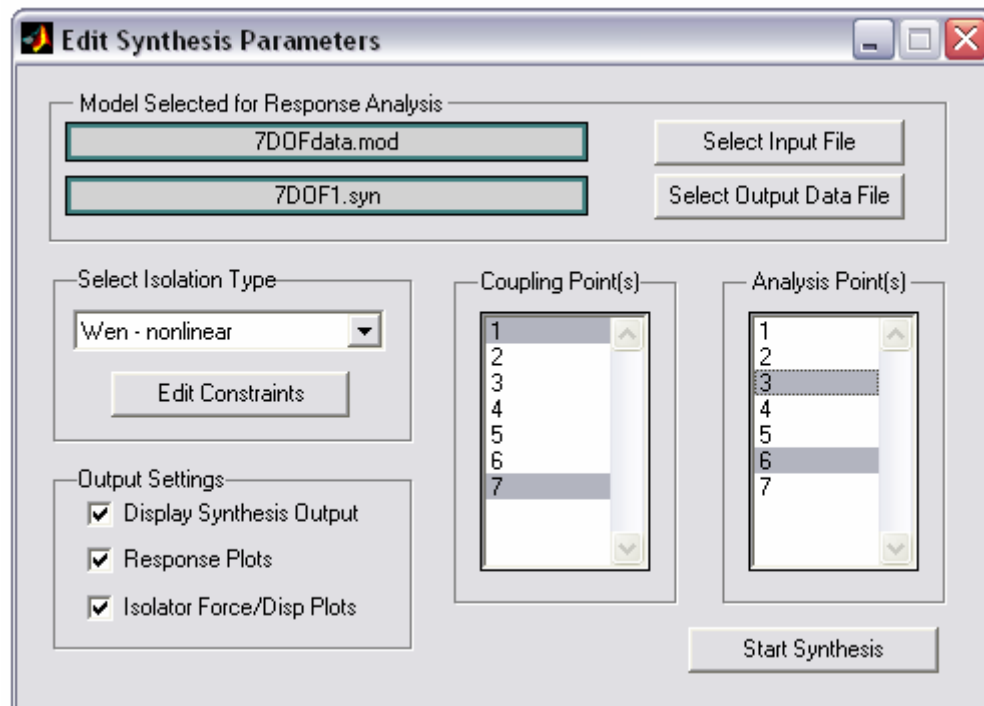 Edit Synthesis Parameters
Model Selected for Response Analysis
7DOFdata.mod
Select Input File
7DOF1.syn
Select Output Data File
Select Isolation Type
Wen - nonlinear
Edit Constraints
Output Settings
Display Synthesis Output
Response Plots
Isolator Force/Disp Plots
Coupling Point(s)
1
2
3
4
5
6
7
Analysis Point(s)
1
2
3
4
5
6
7
Start Synthesis